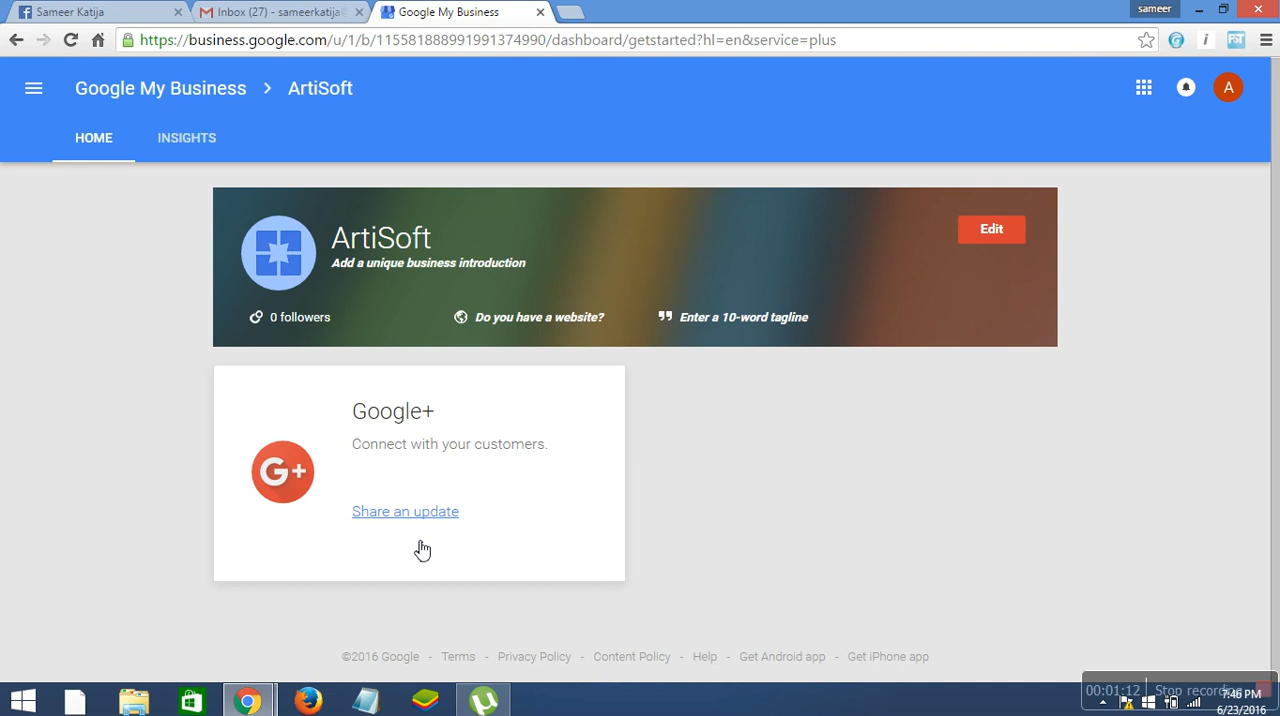 Sameer Katija
Inbox (27) - sameerkatija@
Google My Business
sameer
https://business.google.com/u/1/b/115581888991991374990/dashboard/getstarted?hl=en&service=plus
Google My Business > ArtiSoft
A
HOME
INSIGHTS
ArtiSoft
Edit
Add a unique business introduction
0 followers
Do you have a website?
Enter a 10-word tagline
Google+
Connect with your customers.
G+
Share an update
©2016 Google - Terms - Privacy Policy - Content Policy - Help - Get Android app - Get iPhone app
00:01:12
Stop recording
7:46 PM
6/23/2016